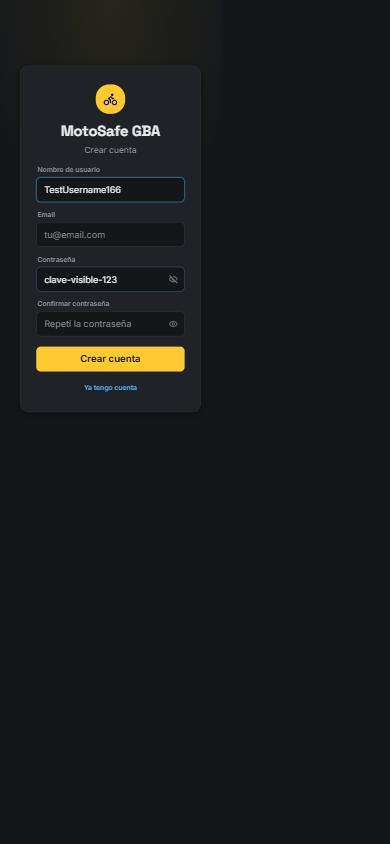 MotoSafe GBA
Crear cuenta
Nombre de usuario
TestUsername166
Email
tu@email.com
Contraseña
clave-visible-123
Confirmar contraseña
Repetí la contraseña
Crear cuenta
Ya tengo cuenta